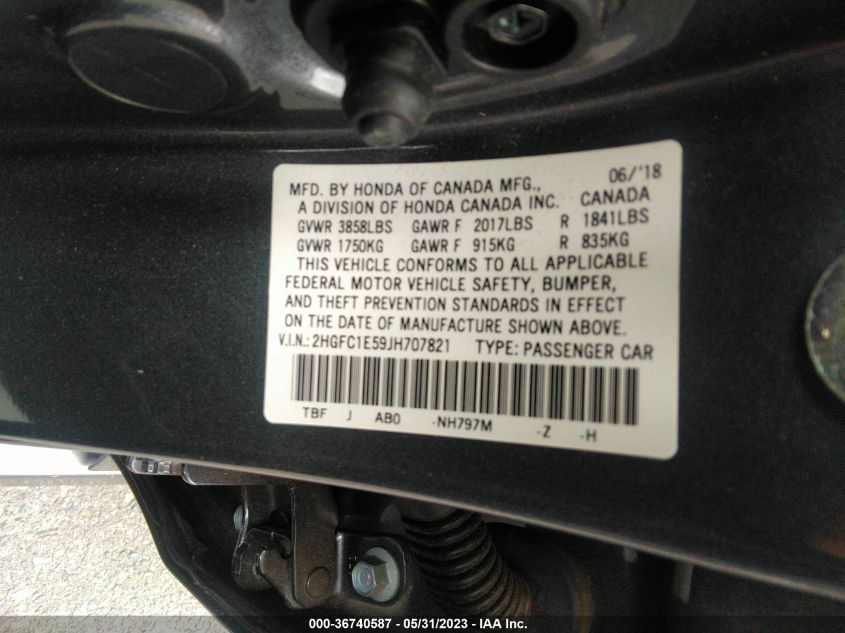 06/'18
MFD. BY HONDA OF CANADA MFG.,
A DIVISION OF HONDA CANADA INC. CANADA
GVWR 3858LBS GAWR F 2017LBS R 1841LBS
GVWR 1750KG GAWR F 915KG R 835KG
THIS VEHICLE CONFORMS TO ALL APPLICABLE
FEDERAL MOTOR VEHICLE SAFETY, BUMPER,
AND THEFT PREVENTION STANDARDS IN EFFECT
ON THE DATE OF MANUFACTURE SHOWN ABOVE.
V.I.N.: 2HGFC1E59JH707821 TYPE: PASSENGER CAR
TBF J AB0 -NH797M -Z -H
000-36740587 - 05/31/2023 - IAA Inc.